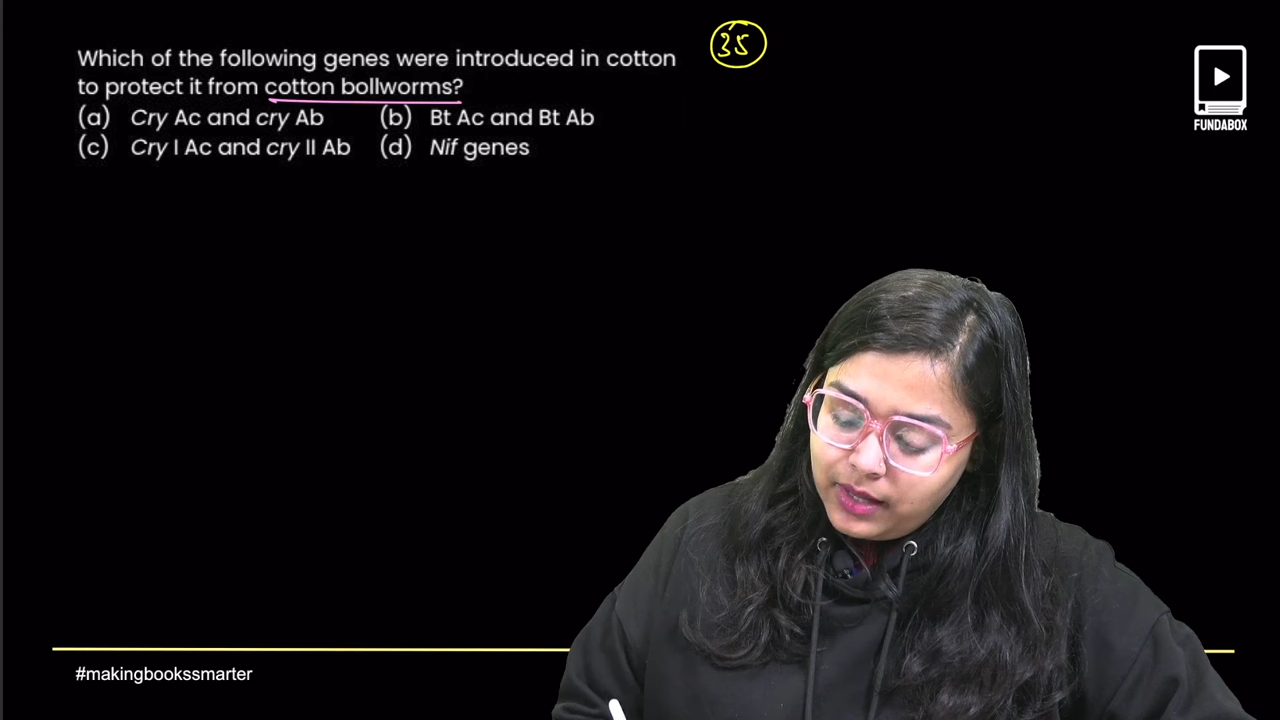 Which of the following genes were introduced in cotton
to protect it from cotton bollworms?
(a) Cry Ac and cry Ab (b) Bt Ac and Bt Ab
(c) Cry I Ac and cry II Ab (d) Nif genes
35
FUNDABOX
#makingbookssmarter